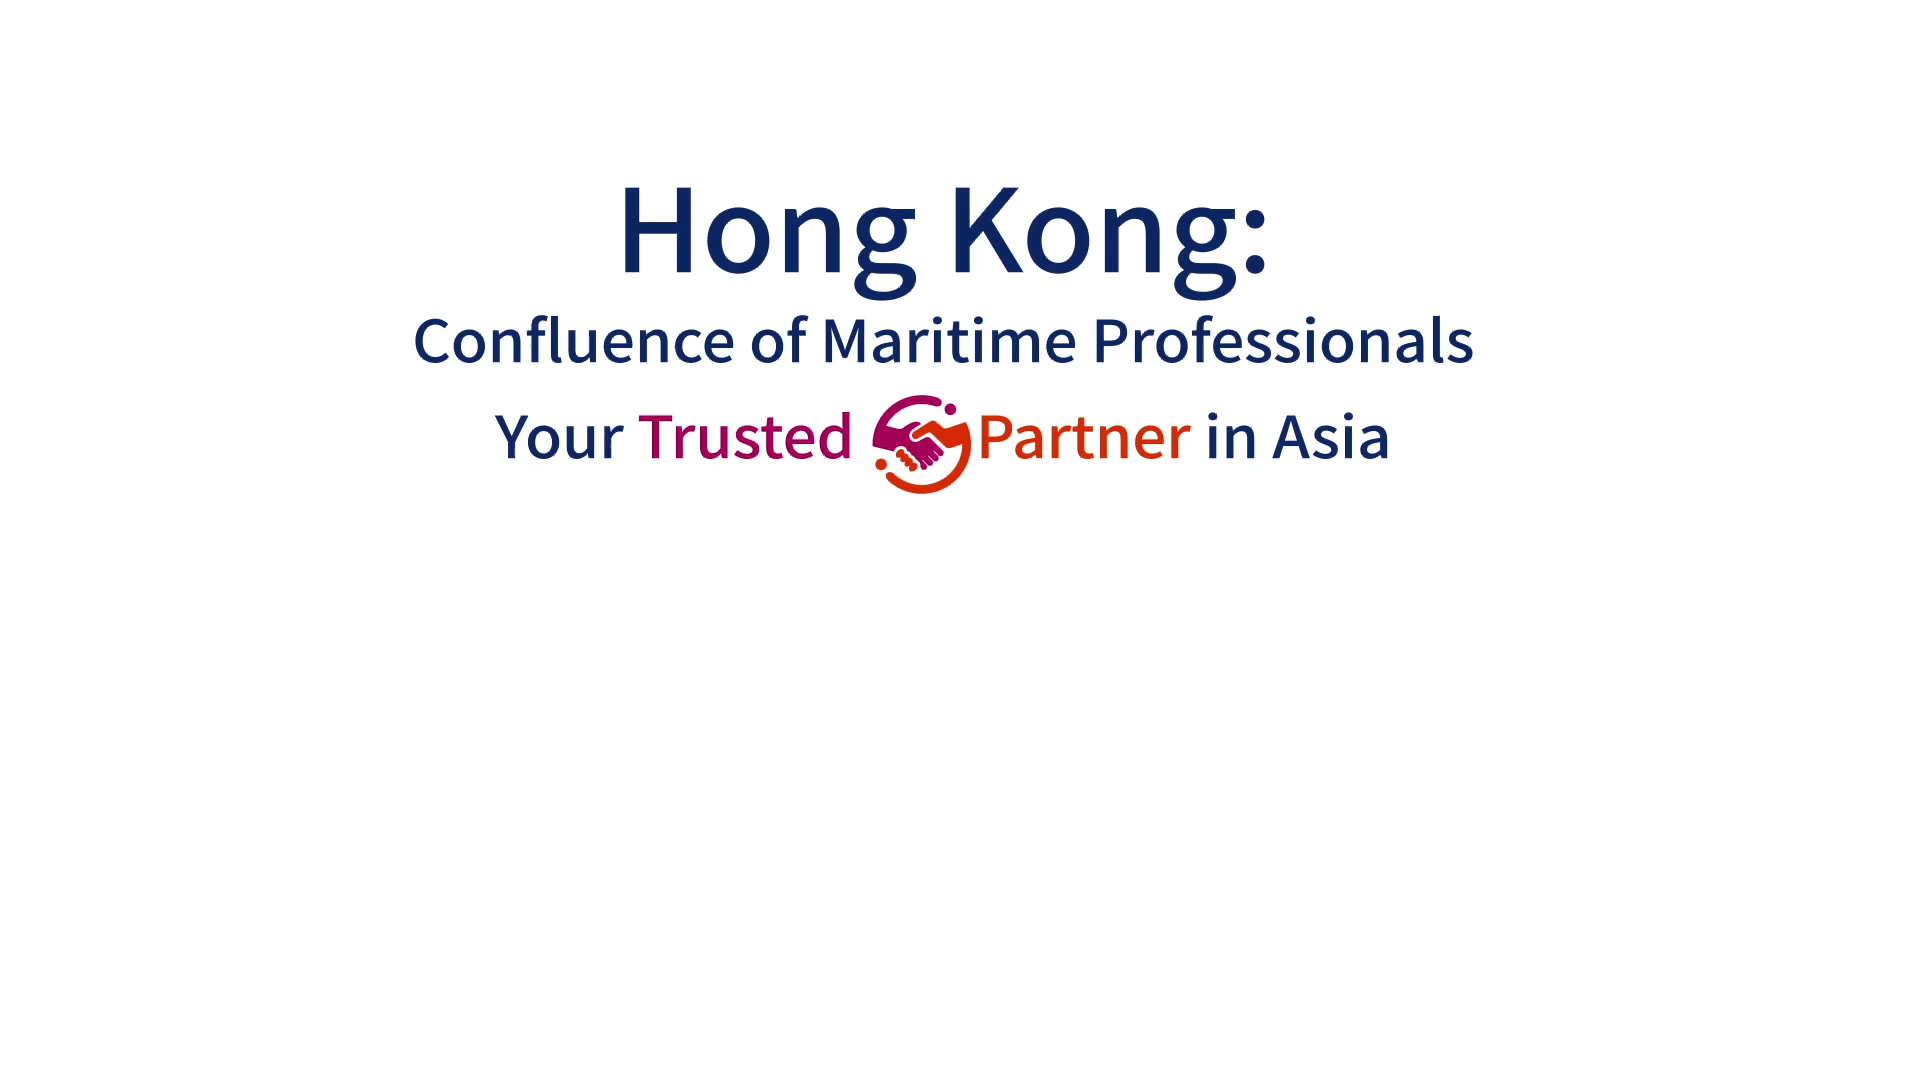 Hong Kong:
Confluence of Maritime Professionals
Your Trusted Partner in Asia